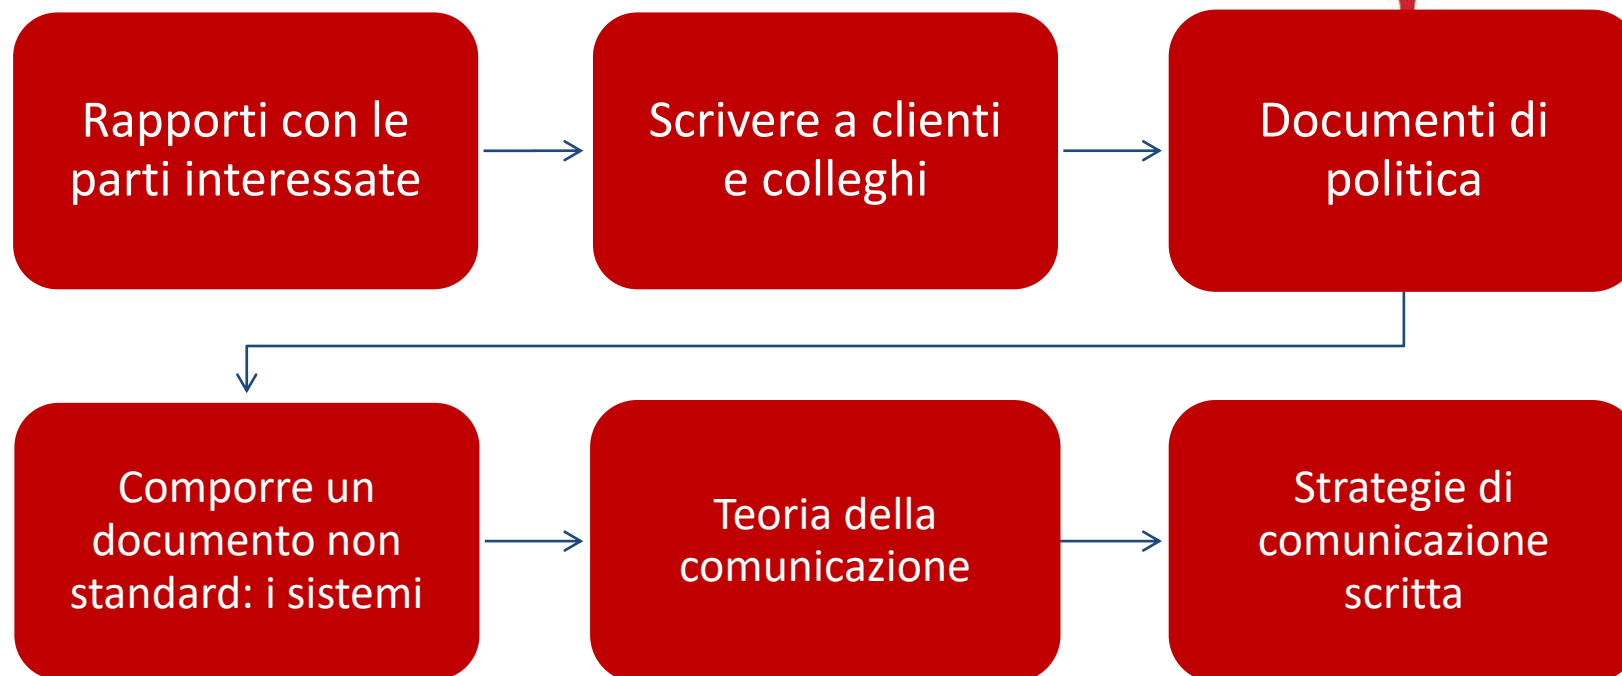 Rapporti con le
parti interessate
Scrivere a clienti
e colleghi
Documenti di
politica
Comporre un
documento non
standard: i sistemi
Teoria della
comunicazione
Strategie di
comunicazione
scritta